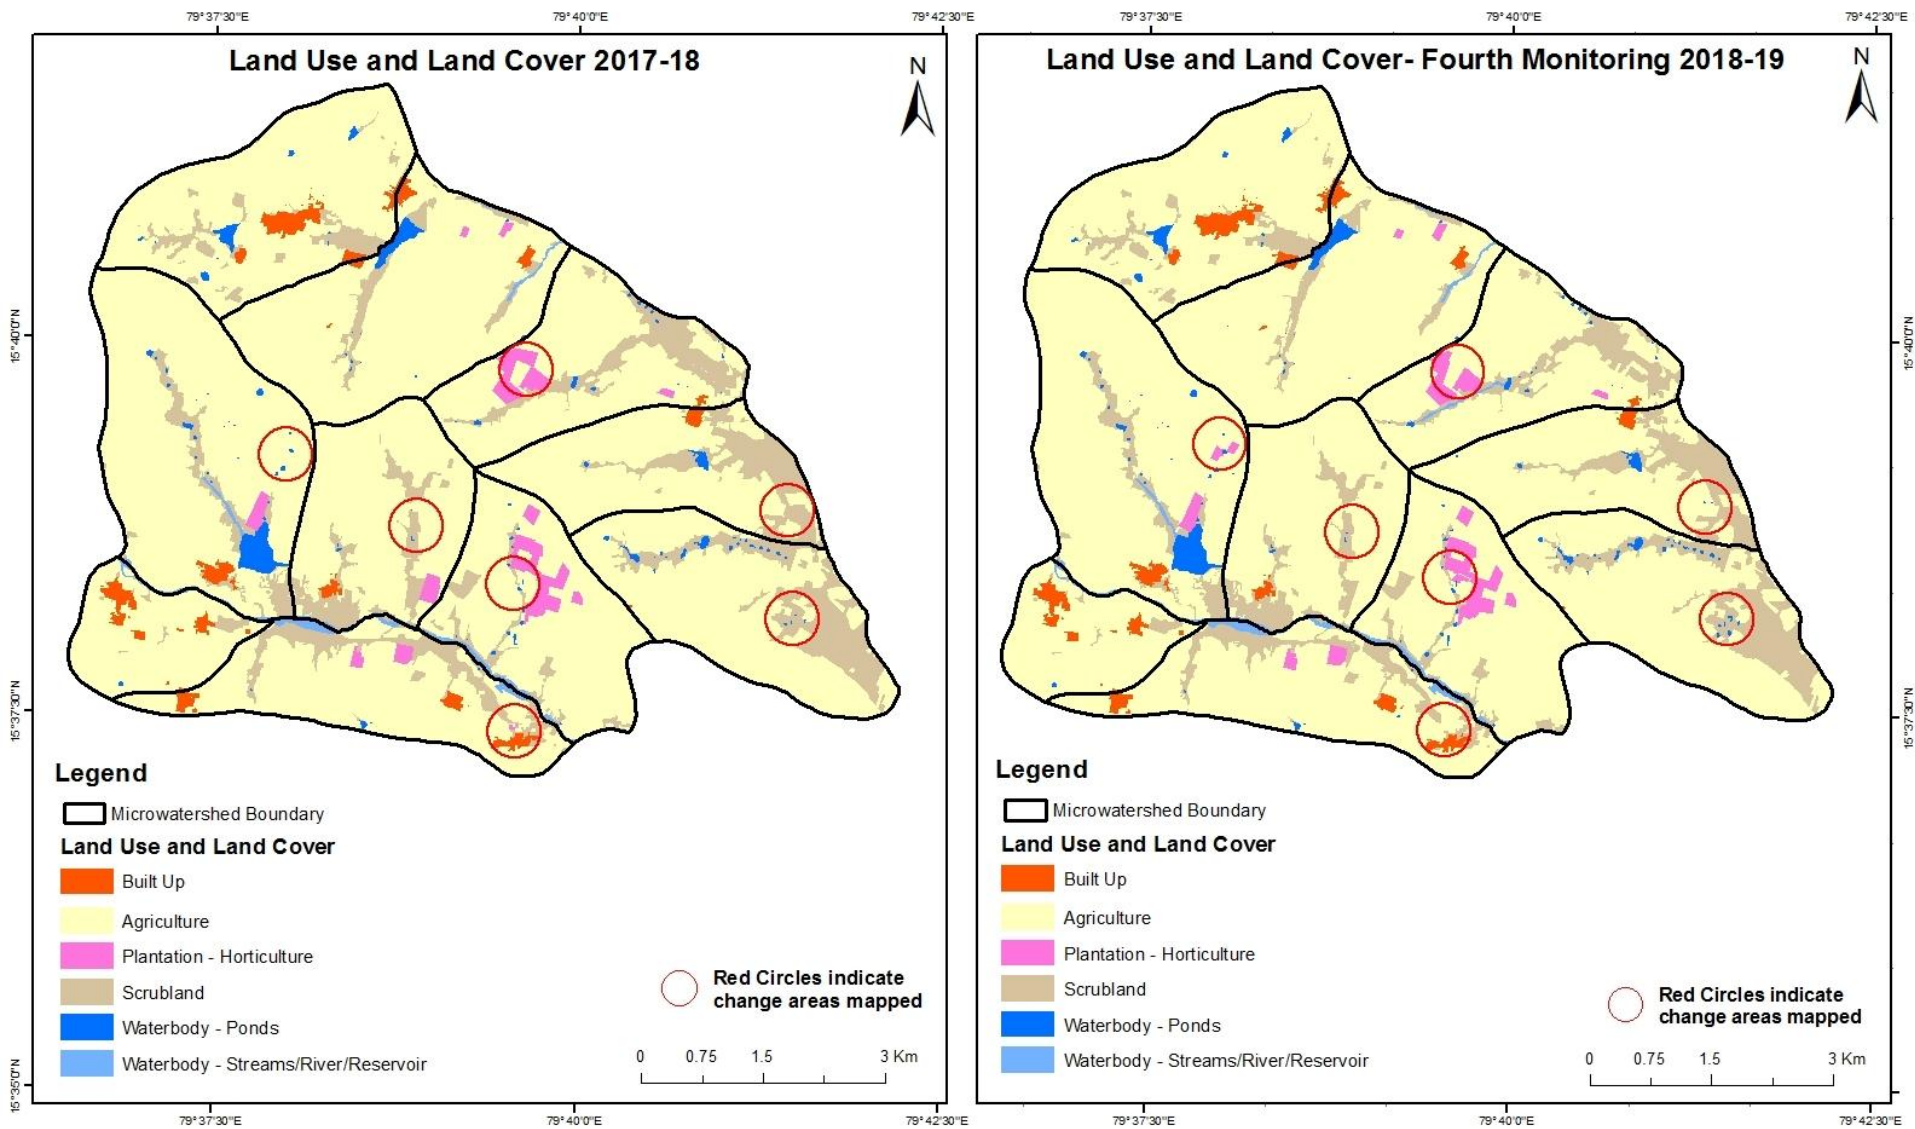 79°37'30"E
79°40'0"E
79°42'30"E
Land Use and Land Cover 2017-18
N
15°40'0"N
15°37'30"N
15°35'0"N
Legend
Microwatershed Boundary
Land Use and Land Cover
Built Up
Agriculture
Plantation - Horticulture
Scrubland
Waterbody - Ponds
Waterbody - Streams/River/Reservoir
Red Circles indicate
change areas mapped
0 0.75 1.5 3 Km
79°37'30"E
79°40'0"E
79°42'30"E
79°37'30"E
79°40'0"E
79°42'30"E
Land Use and Land Cover- Fourth Monitoring 2018-19
N
15°40'0"N
15°37'30"N
Legend
Microwatershed Boundary
Land Use and Land Cover
Built Up
Agriculture
Plantation - Horticulture
Scrubland
Waterbody - Ponds
Waterbody - Streams/River/Reservoir
Red Circles indicate
change areas mapped
0 0.75 1.5 3 Km
79°37'30"E
79°40'0"E
79°42'30"E